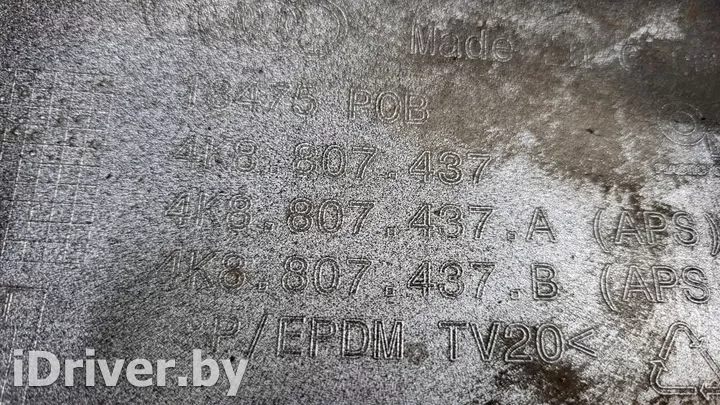 Made
18475 POB
4K8.807.437
4K8.807.437.A (APS)
4K8.807.437.B (APS
P/EPDM TV20<
iDriver.by